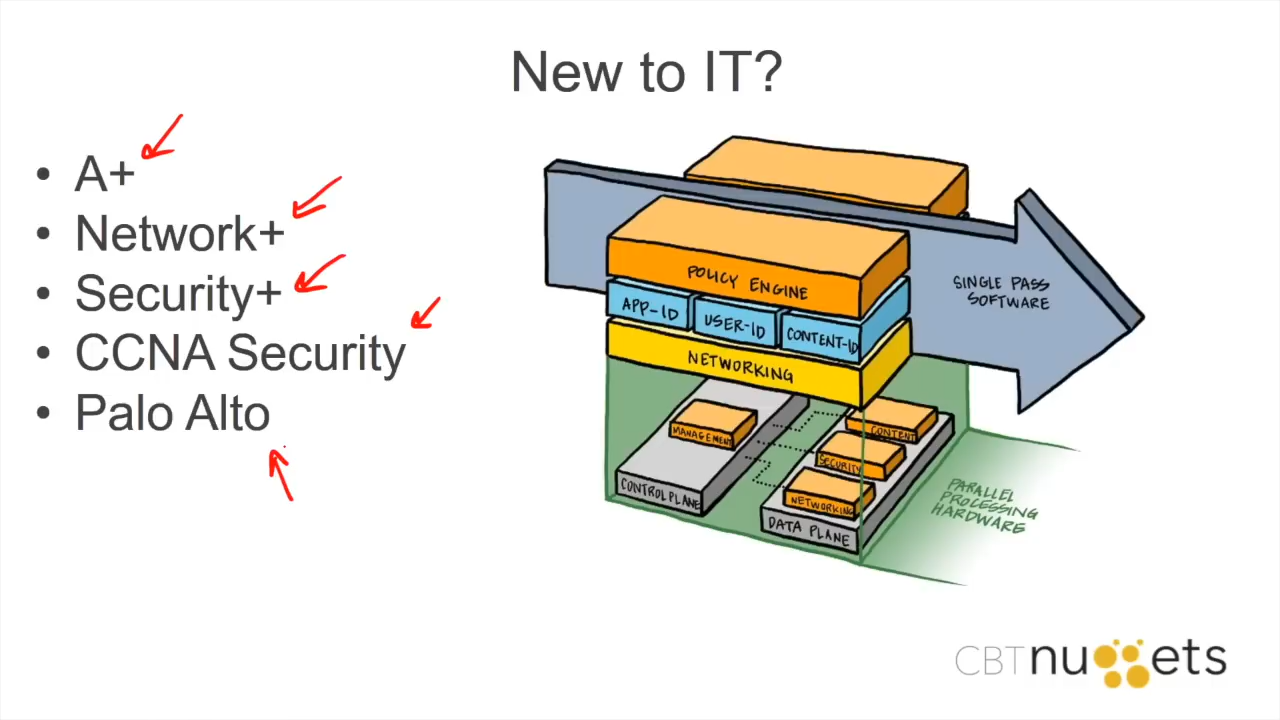 New to IT?
• A+
• Network+
• Security+
• CCNA Security
• Palo Alto
POLICY ENGINE
APP-ID
USER-ID
CONTENT-ID
NETWORKING
SINGLE PASS
SOFTWARE
MANAGEMENT
CONTROL PLANE
CONTENT
SECURITY
NETWORKING
DATA PLANE
PARALLEL
PROCESSING
HARDWARE
CBTnuggets